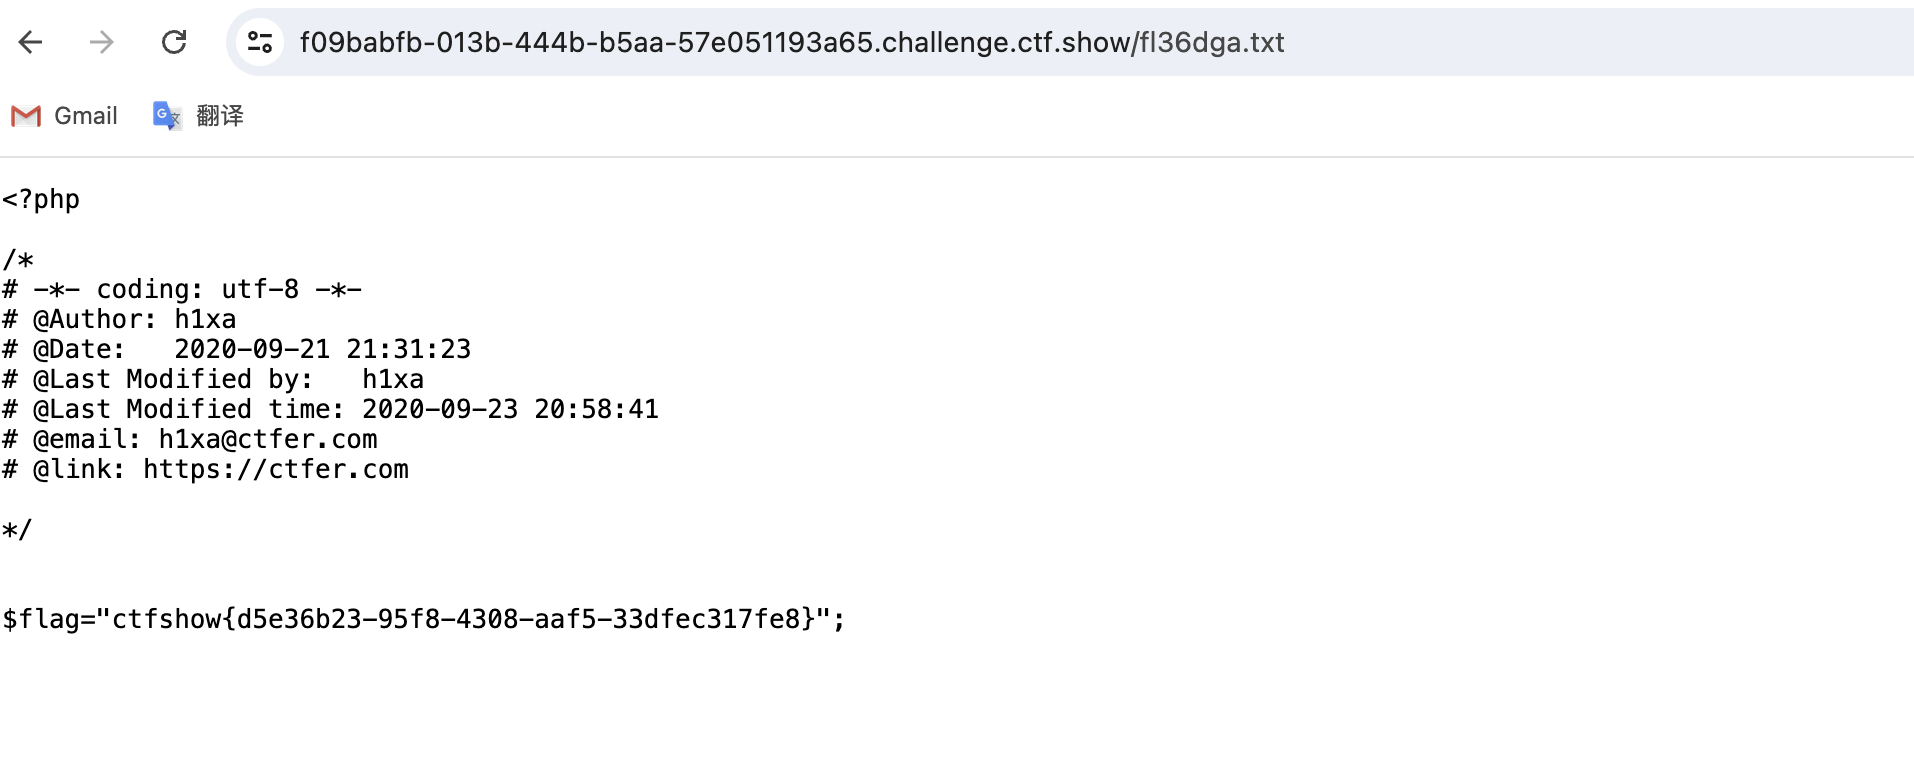 f09babfb-013b-444b-b5aa-57e051193a65.challenge.ctf.show/fl36dga.txt
Gmail 翻译
<?php
/*
# -*- coding: utf-8 -*-
# @Author: h1xa
# @Date:   2020-09-21 21:31:23
# @Last Modified by:   h1xa
# @Last Modified time: 2020-09-23 20:58:41
# @email: h1xa@ctfer.com
# @link: https://ctfer.com
*/
$flag="ctfshow{d5e36b23-95f8-4308-aaf5-33dfec317fe8}";